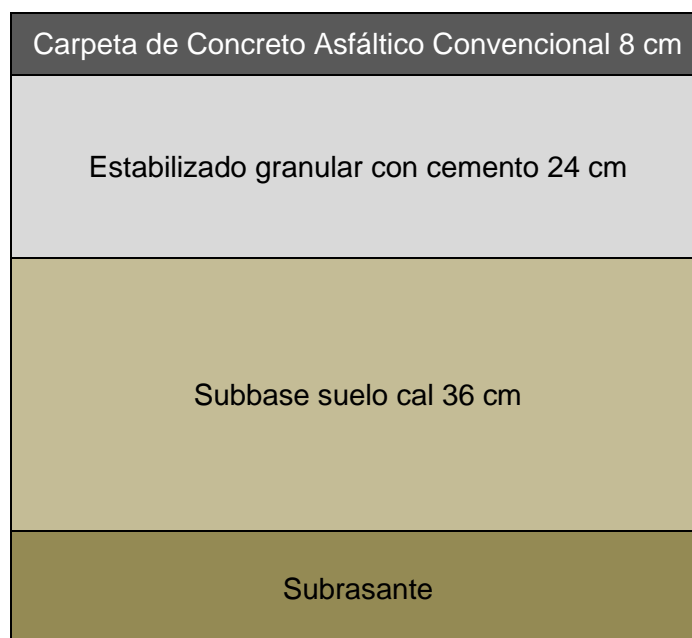 Carpeta de Concreto Asfáltico Convencional 8 cm
Estabilizado granular con cemento 24 cm
Subbase suelo cal 36 cm
Subrasante